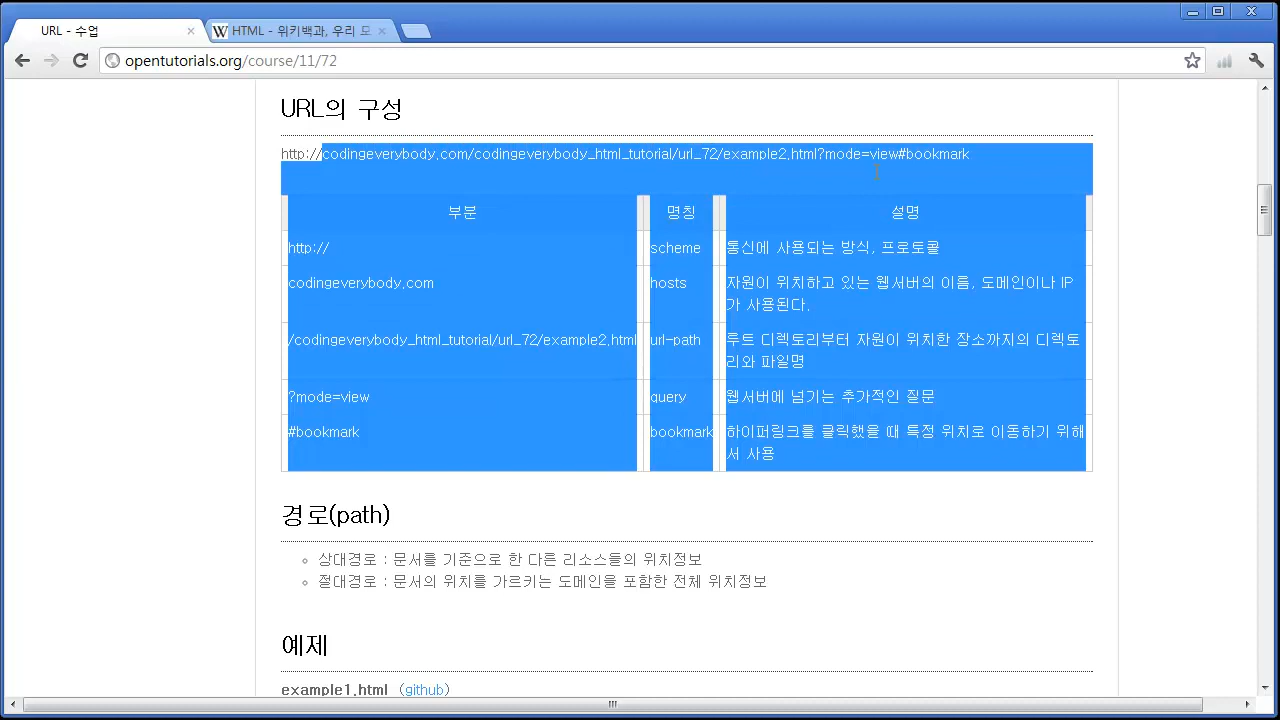 URL - 수업
HTML - 위키백과, 우리 모
opentutorials.org/course/11/72
URL의 구성
http://codingeverybody.com/codingeverybody_html_tutorial/url_72/example2.html?mode=view#bookmark
부분 명칭 설명
http:// scheme 통신에 사용되는 방식, 프로토콜
codingeverybody.com hosts 자원이 위치하고 있는 웹서버의 이름, 도메인이나 IP
가 사용된다.
/codingeverybody_html_tutorial/url_72/example2.html url-path 루트 디렉토리부터 자원이 위치한 장소까지의 디렉토
리와 파일명
?mode=view query 웹서버에 넘기는 추가적인 질문
#bookmark bookmark 하이퍼링크를 클릭했을 때 특정 위치로 이동하기 위해
서 사용
경로(path)
상대경로 : 문서를 기준으로 한 다른 리소스들의 위치정보
절대경로 : 문서의 위치를 가르키는 도메인을 포함한 전체 위치정보
예제
example1.html (github)